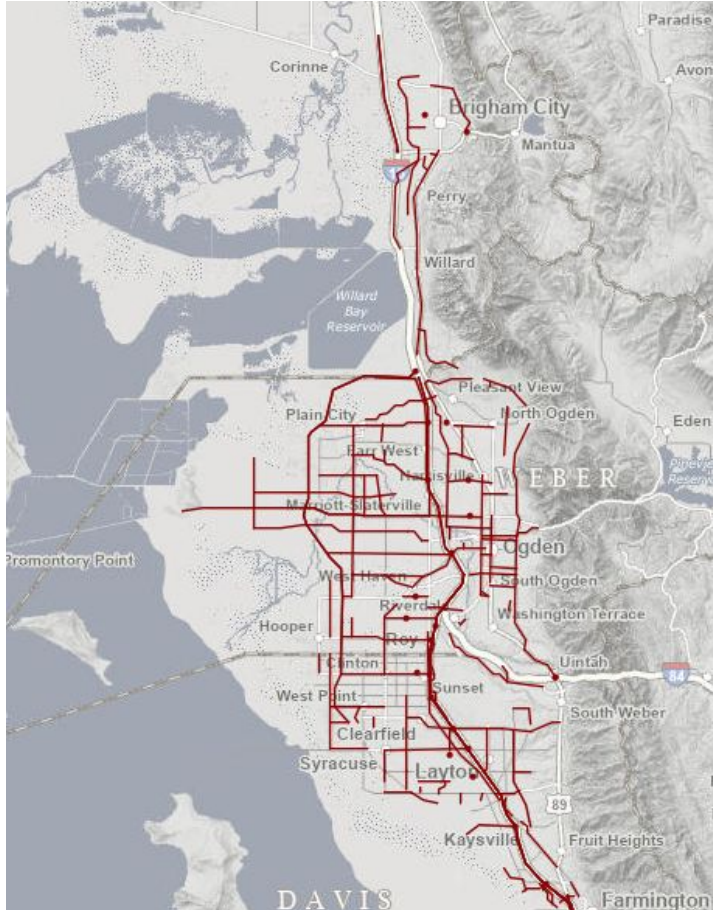 Paradise
Corinne
Avon
Brigham City
Mantua
Perry
Willard
Willard
Bay
Reservoir
Pleasant View
Plain City
North Ogden
Eden
Farr West
Harrisville
WEBER
Marriott-Slaterville
Ogden
Promontory Point
West Haven
South Ogden
Riverdale
Hooper
Washington Terrace
Roy
Clinton
Uintah
84
West Point
Sunset
South Weber
Clearfield
Syracuse
Layton
89
Kaysville
Fruit Heights
DAVIS
Farmington